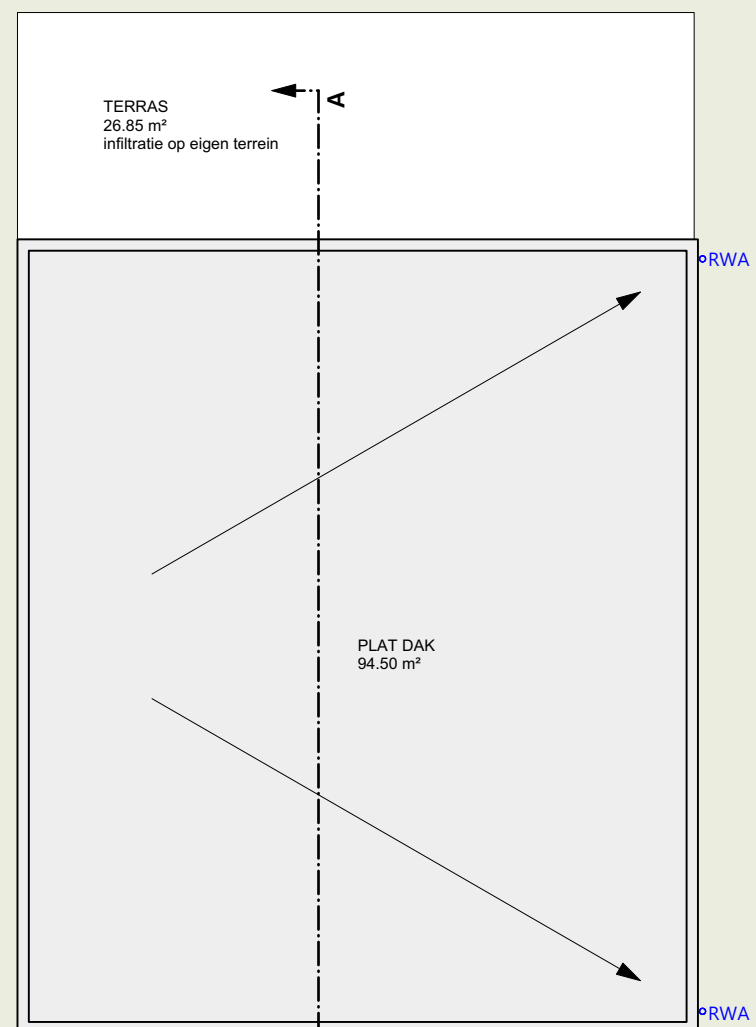 TERRAS
26.85 m²
infiltratie op eigen terrein
A
RWA
PLAT DAK
94.50 m²
RWA